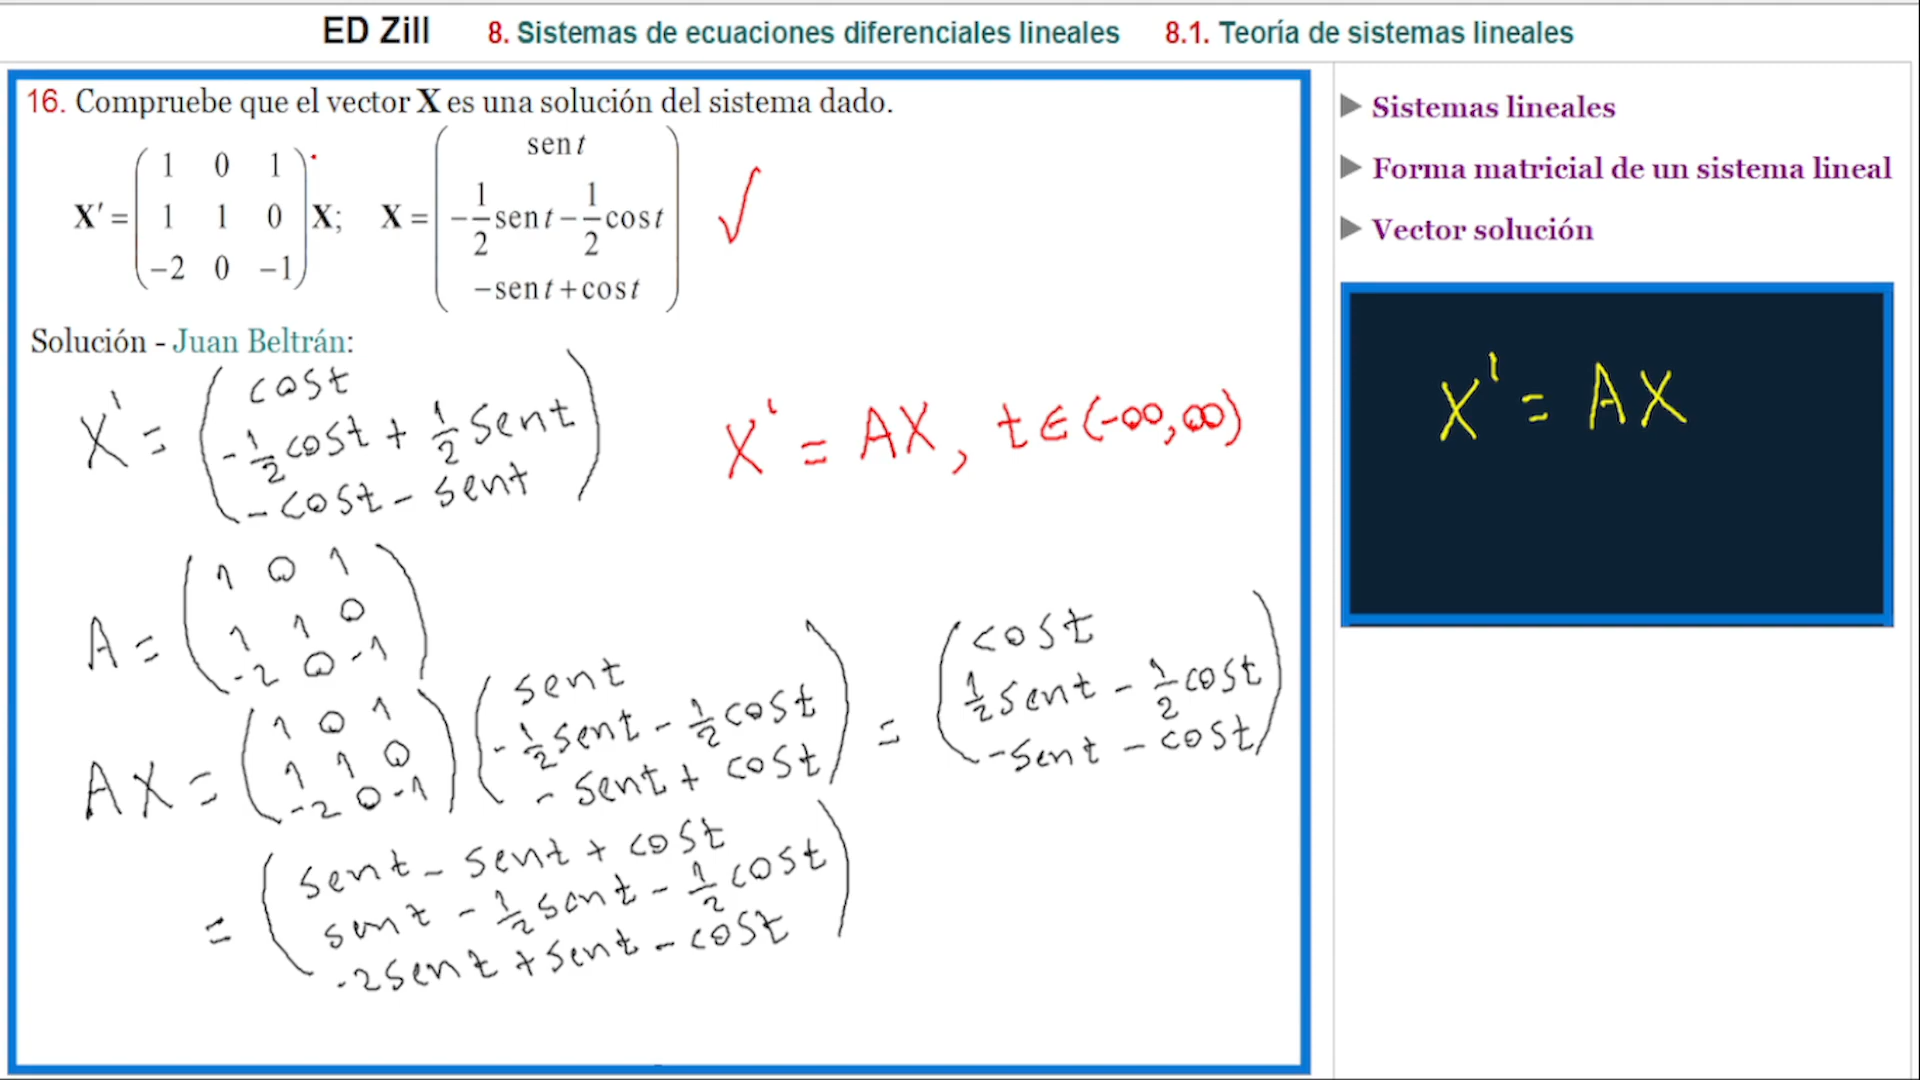 ED Zill 8. Sistemas de ecuaciones diferenciales lineales 8.1. Teoría de sistemas lineales
16. Compruebe que el vector X es una solución del sistema dado.
X′ = ( 1 0 1 ; 1 1 0 ; −2 0 −1 ) X; X = ( sen t ; −1/2 sen t − 1/2 cos t ; −sen t + cos t ) ✓
Solución - Juan Beltrán:
X' = ( cost ; -1/2 cost + 1/2 sent ; -cost - sent )
X' = AX, t ∈ (-∞,∞)
A = ( 1 0 1 ; 1 1 0 ; -2 0 -1 )
AX = ( 1 0 1 ; 1 1 0 ; -2 0 -1 ) ( sent ; -1/2 sent - 1/2 cost ; - sent + cost ) = ( cost ; 1/2 sent - 1/2 cost ; -sent - cost )
= ( sent - sent + cost ; sent - 1/2 sent - 1/2 cost ; -2sent + sent - cost )
▶ Sistemas lineales
▶ Forma matricial de un sistema lineal
▶ Vector solución
X' = AX